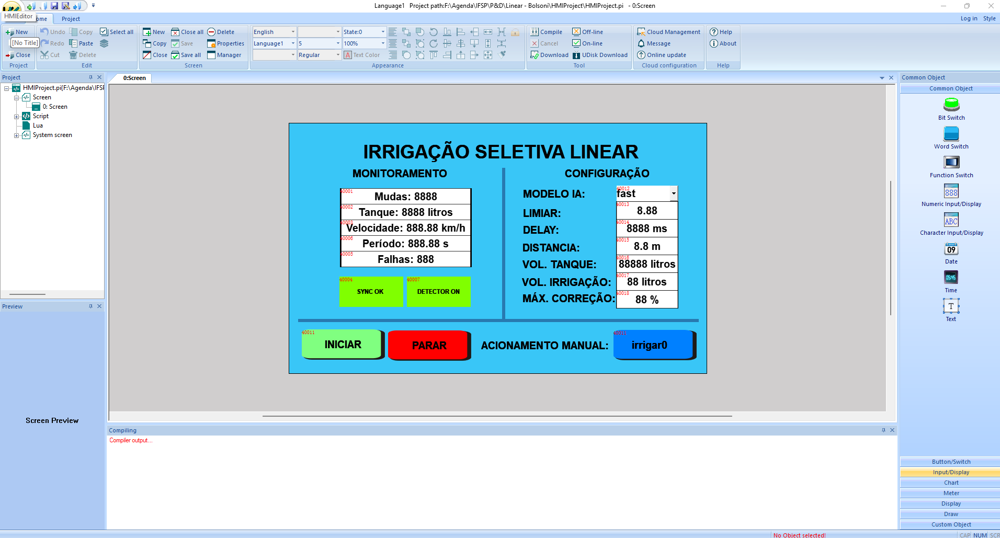 Language1 Project path:F:\Agenda\IFSP\P&D\Linear - Bolsoni\HMIProject\HMIProject.pi - 0:Screen
HMIEditor
Project
Log in Style
New Undo Copy Select all New Close all Delete English State:0 Compile Off-line Cloud Management Help
[No Title] Redo Paste Copy Save Properties Language1 5 100% Cancel On-line Message About
Close Cut Delete Close Save all Manager Regular A Text Color Download UDisk Download Online update
Project Edit Screen Appearance Tool Cloud configuration Help
Project
HMIProject.pi{F:\Agenda\IFSP
Screen
0: Screen
Script
Lua
System screen
Preview
Screen Preview
0:Screen
IRRIGAÇÃO SELETIVA LINEAR
MONITORAMENTO
40001
Mudas: 8888
40002
Tanque: 8888 litros
40003
Velocidade: 888.88 km/h
40006
Período: 888.88 s
40005
Falhas: 888
40004
SYNC OK
40007
DETECTOR ON
CONFIGURAÇÃO
MODELO IA:
40012
fast
LIMIAR:
40013
8.88
DELAY:
40014
8888 ms
DISTANCIA:
40015
8.8 m
VOL. TANQUE:
40016
88888 litros
VOL. IRRIGAÇÃO:
40017
88 litros
MÁX. CORREÇÃO:
40018
88 %
40011
INICIAR
PARAR
ACIONAMENTO MANUAL:
irrigar0
Compiling
Compiler output...
Common Object
Common Object
Bit Switch
Word Switch
Function Switch
888
Numeric Input/Display
ABC
Character Input/Display
09
Date
05:45
Time
T
Text
Button/Switch
Input/Display
Chart
Meter
Display
Draw
Custom Object
No Object selected!
CAP NUM SCR